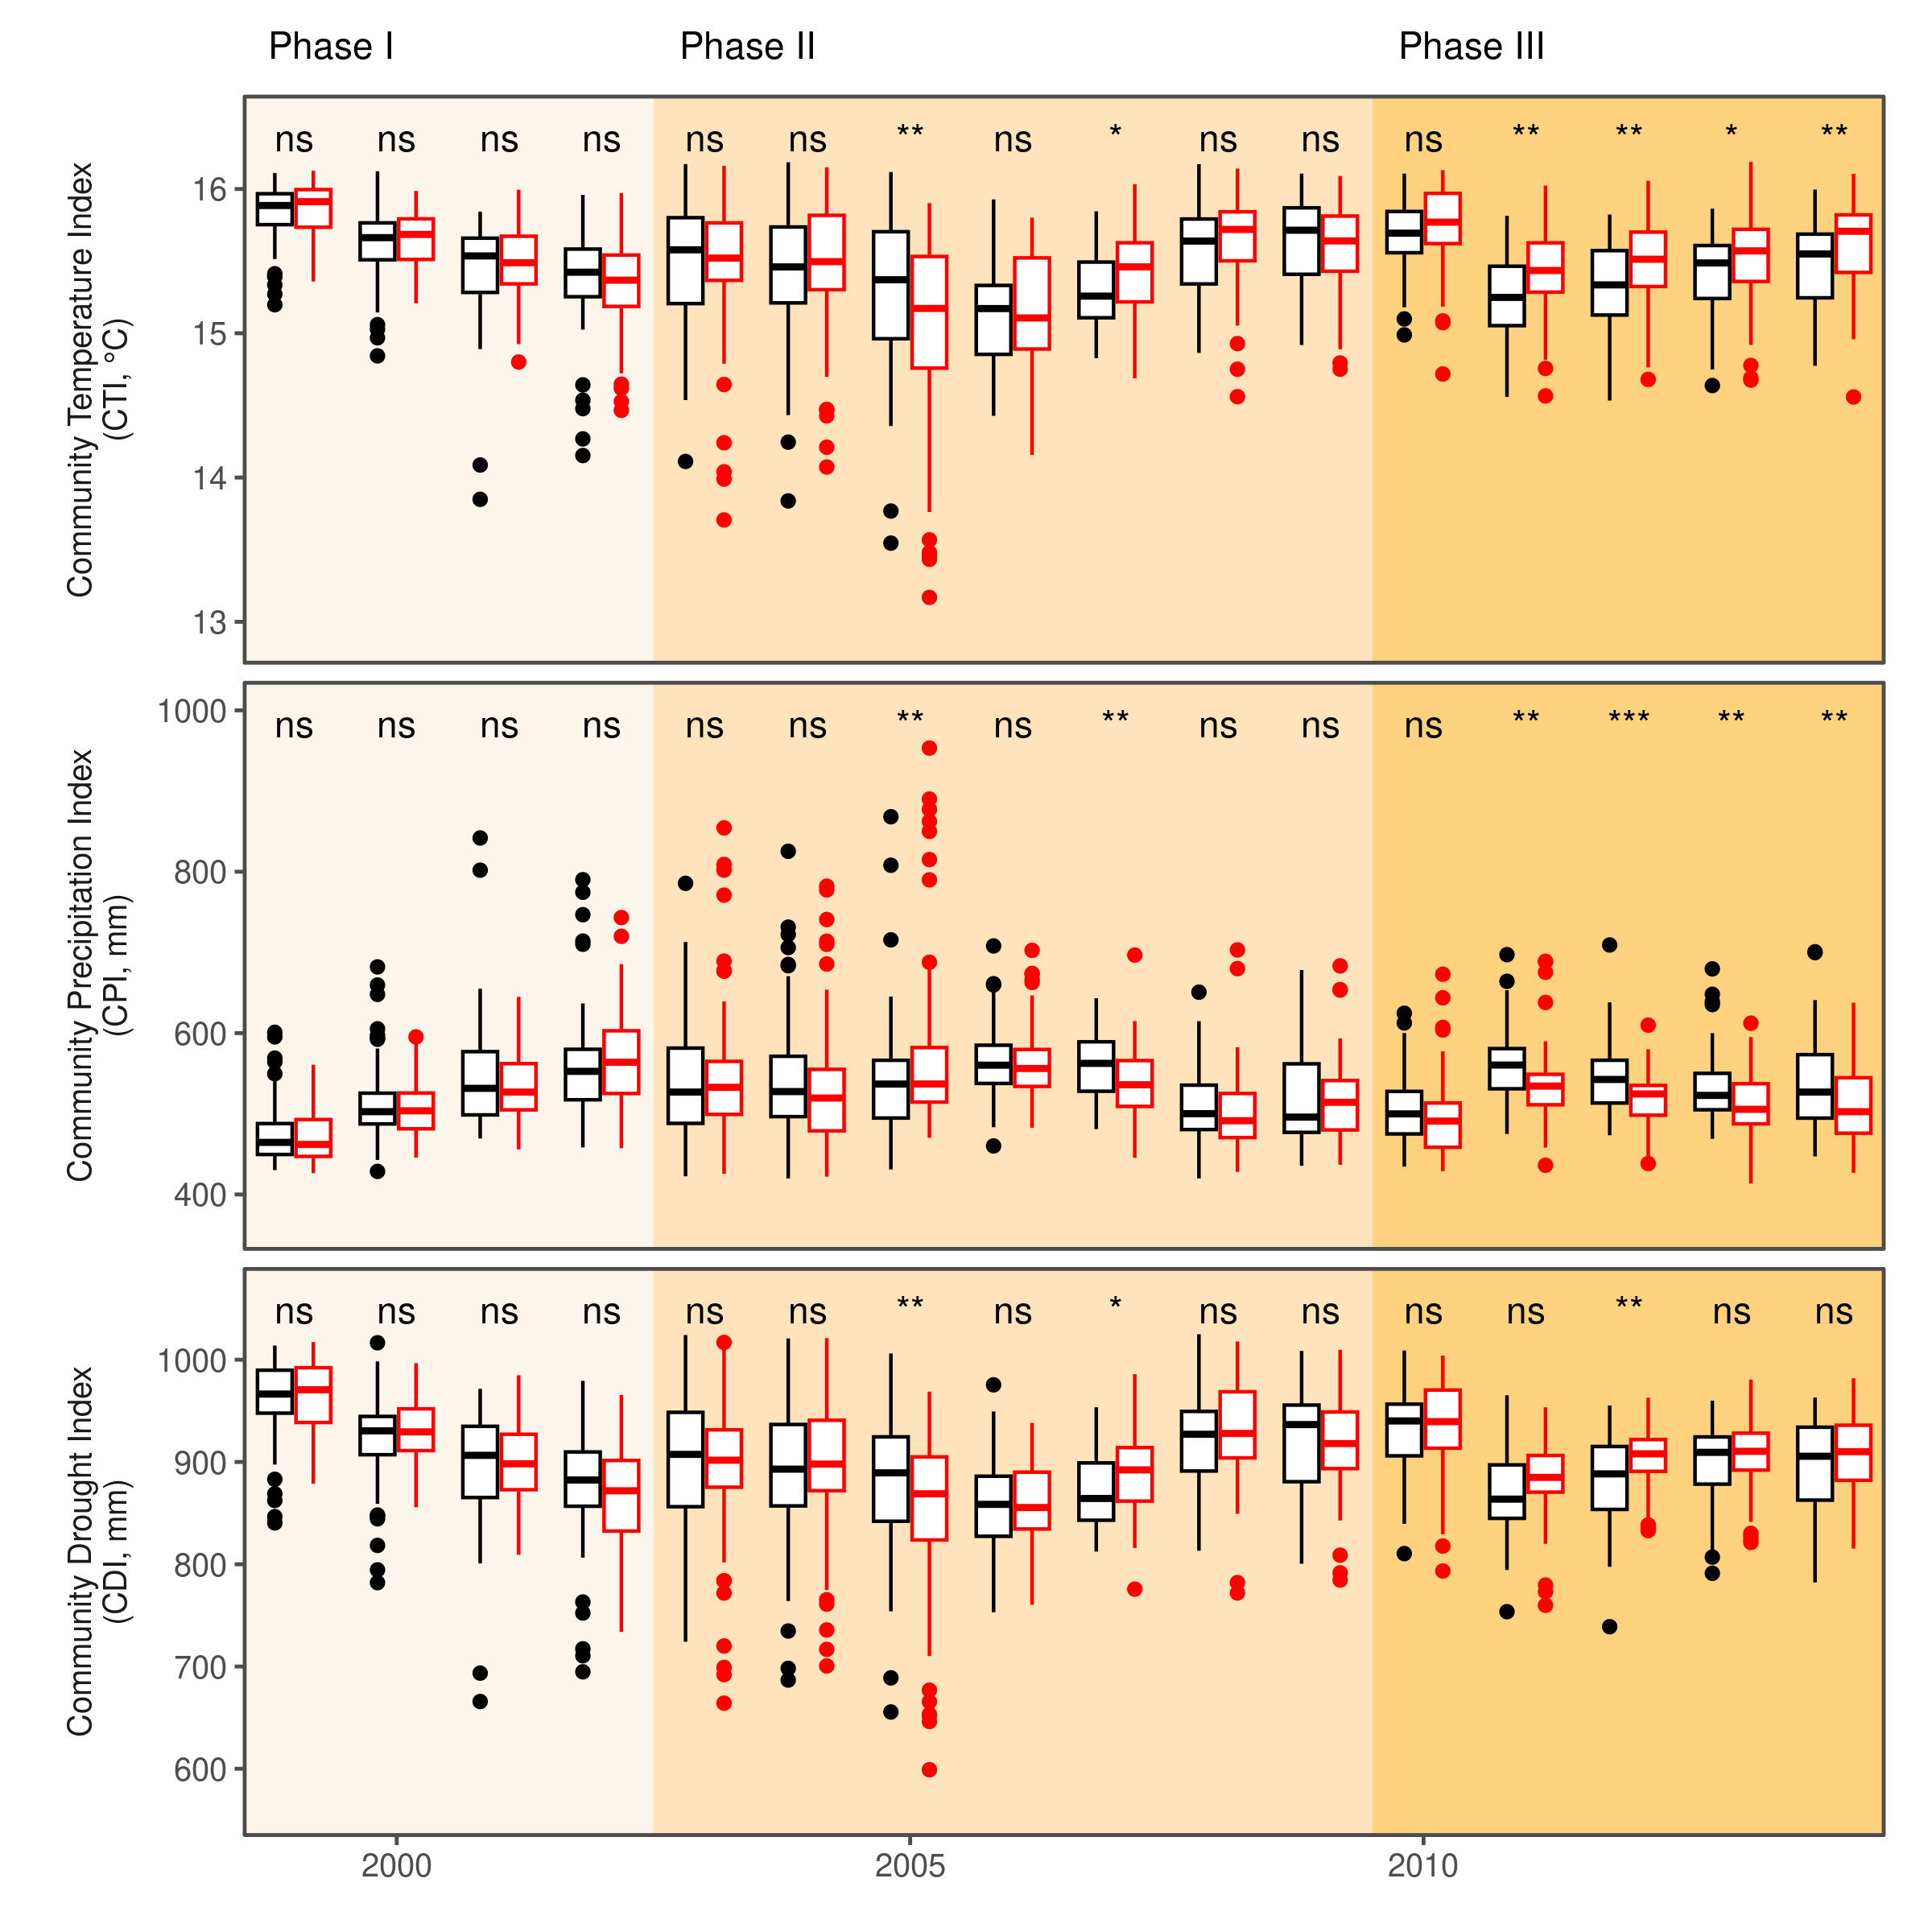 Phase I Phase II Phase III
ns ns ns ns ns ns ** ns * ns ns ns ** ** * **
Community Temperature Index
(CTI, °C)
16
15
14
13
ns ns ns ns ns ns ** ns ** ns ns ns ** *** ** **
Community Precipitation Index
(CPI, mm)
1000
800
600
400
ns ns ns ns ns ns ** ns * ns ns ns ns ** ns ns
Community Drought Index
(CDI, mm)
1000
900
800
700
600
2000 2005 2010